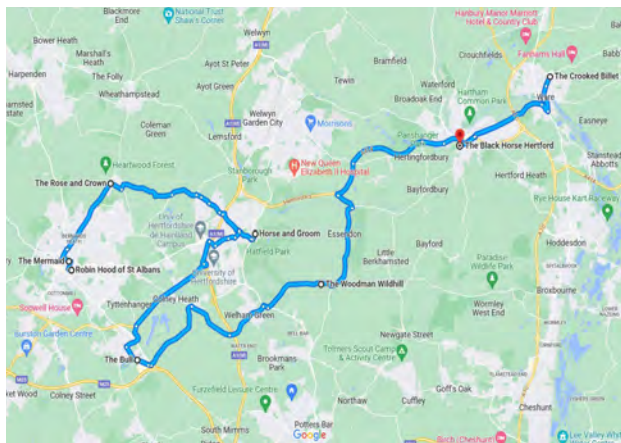 Blackmore End
National Trust
Shaw's Corner
Welwyn
Hanbury Manor Marriott
Hotel & Country Club
Bower Heath
Marshall's
Heath
Ayot St Peter
Bramfield
Crouchfields
Fanhams Hall
Harpenden
The Folly
Ayot Green
Tewin
Waterford
The Crooked Billet
Wheathampstead
Welwyn
Garden City
Broadoak End
Hartham
Common Park
Ware
Coleman
Green
Lemsford
Morrisons
Panshanger
Easneye
The Black Horse Hertford
Heartwood Forest
Stanborough
Park
New Queen
Elizabeth II Hospital
Hertingfordbury
Stanstead
Abbotts
The Rose and Crown
Bayfordbury
Hertford Heath
Rye House Kart Raceway
Horse and Groom
Essendon
Hatfield Park
Bayford
Hoddesdon
The Mermaid
Robin Hood of St Albans
University of
Hertfordshire
Little
Berkhamsted
Paradise
Wildlife Park
Broxbourne
The Woodman Wildhill
Sopwell House
Tyttenhanger
Colney Heath
Wormley
West End
Wormley
Burston Garden Centre
Welham Green
Newgate Street
The Bull
Brookmans
Park
Tolmers Scout Camp
& Activity Centre
Colney Street
Furzefield Leisure Centre
Goff's Oak
Northaw
Cuffley
Cheshunt
South Mimms
Potters Bar
Google
Birch (Cheshunt)
Lee Valley